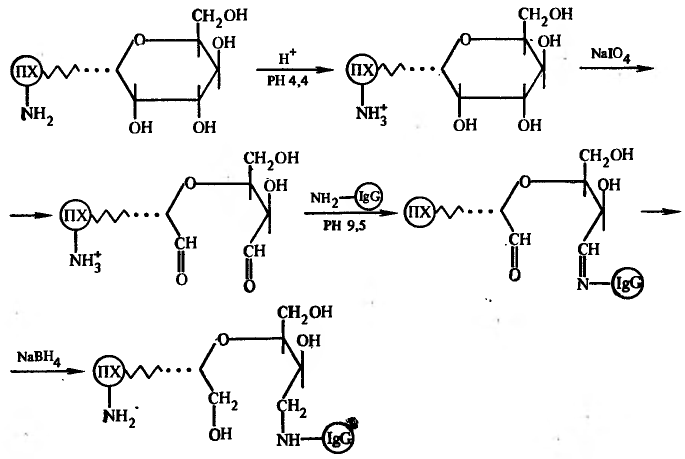 CH₂OH
O
OH
ПХ
NH₂
OH
OH
H⁺
PH 4,4
CH₂OH
O
OH
ПХ
NH₃⁺
OH
OH
NaIO₄
CH₂OH
O
OH
ПХ
NH₃⁺
CH
O
CH
O
NH₂—IgG
PH 9,5
CH₂OH
O
OH
ПХ
CH
O
CH
N—IgG
NaBH₄
CH₂OH
O
OH
ПХ
NH₂
CH₂
OH
CH₂
NH—IgG